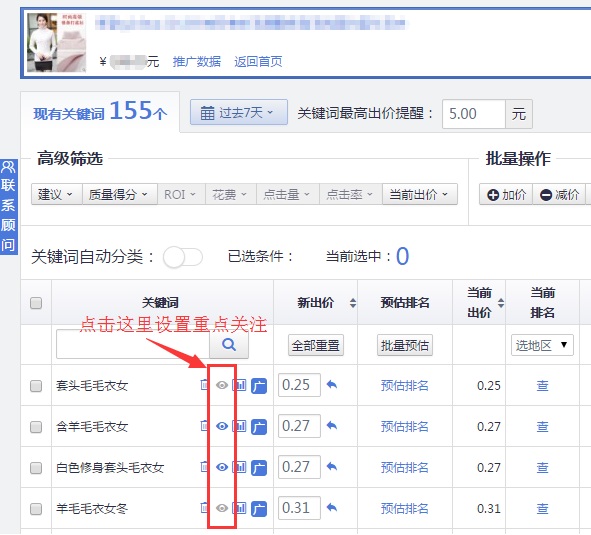 时尚高领
¥ 元 推广数据 返回首页
现有关键词 155个 过去7天 关键词最高出价提醒： 5.00 元
高级筛选 批量操作
建议 质量得分 ROI 花费 点击量 点击率 当前出价 加价 减价
联系顾问
关键词自动分类： 已选条件： 当前选中：0
关键词 新出价 预估排名 当前出价 当前排名
点击这里设置重点关注
全部重置 批量预估 选地区
套头毛毛衣女 广 0.25 预估排名 0.25 查
含羊毛毛衣女 广 0.27 预估排名 0.27 查
白色修身套头毛衣女 广 0.27 预估排名 0.27 查
羊毛毛衣女冬 广 0.31 预估排名 0.31 查